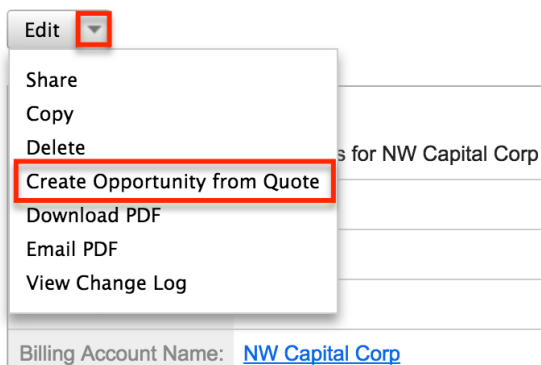 Edit
Share
Copy
Delete
s for NW Capital Corp
Create Opportunity from Quote
Download PDF
Email PDF
View Change Log
Billing Account Name: NW Capital Corp